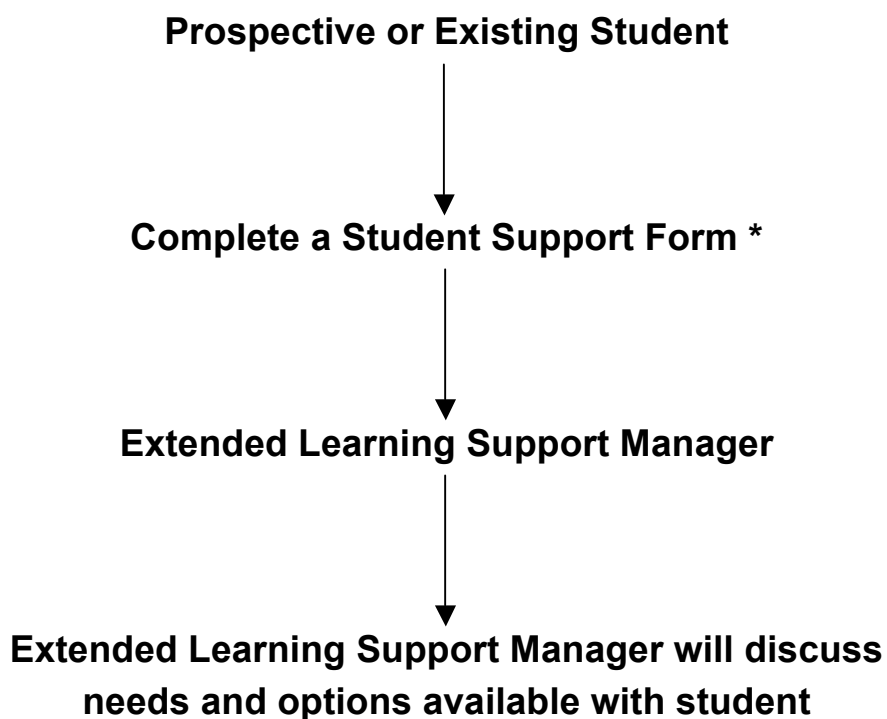 Prospective or Existing Student
Complete a Student Support Form *
Extended Learning Support Manager
Extended Learning Support Manager will discuss
needs and options available with student